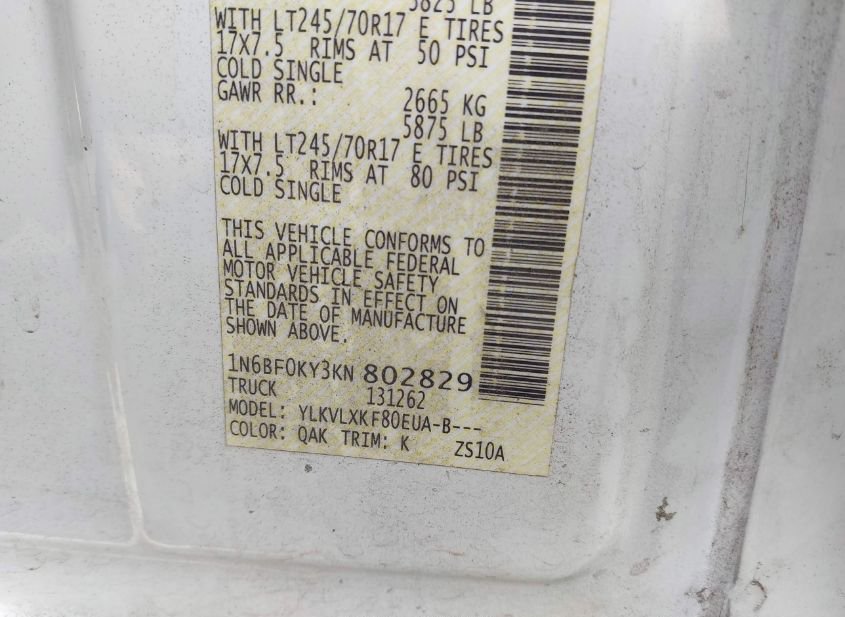 5825 LB
WITH LT245/70R17 E TIRES
17X7.5 RIMS AT 50 PSI
COLD SINGLE
GAWR RR.: 2665 KG
5875 LB
WITH LT245/70R17 E TIRES
17X7.5 RIMS AT 80 PSI
COLD SINGLE
THIS VEHICLE CONFORMS TO
ALL APPLICABLE FEDERAL
MOTOR VEHICLE SAFETY
STANDARDS IN EFFECT ON
THE DATE OF MANUFACTURE
SHOWN ABOVE.
1N6BF0KY3KN 802829
TRUCK 131262
MODEL: YLKVLXKF80EUA-B---
COLOR: QAK TRIM: K ZS10A